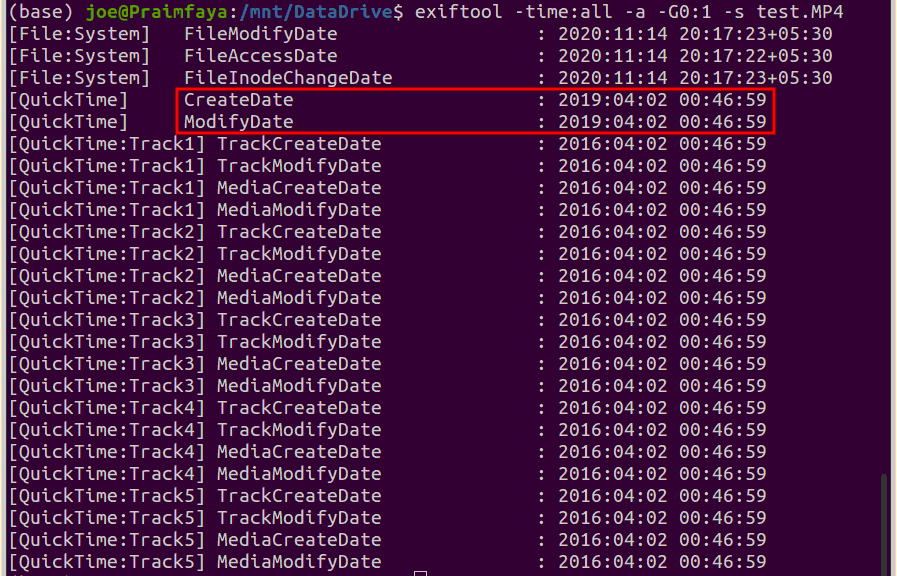 (base) joe@Praimfaya:/mnt/DataDrive$ exiftool -time:all -a -G0:1 -s test.MP4
[File:System]   FileModifyDate                  : 2020:11:14 20:17:23+05:30
[File:System]   FileAccessDate                  : 2020:11:14 20:17:22+05:30
[File:System]   FileInodeChangeDate             : 2020:11:14 20:17:23+05:30
[QuickTime]     CreateDate                      : 2019:04:02 00:46:59
[QuickTime]     ModifyDate                      : 2019:04:02 00:46:59
[QuickTime:Track1] TrackCreateDate              : 2016:04:02 00:46:59
[QuickTime:Track1] TrackModifyDate              : 2016:04:02 00:46:59
[QuickTime:Track1] MediaCreateDate              : 2016:04:02 00:46:59
[QuickTime:Track1] MediaModifyDate              : 2016:04:02 00:46:59
[QuickTime:Track2] TrackCreateDate              : 2016:04:02 00:46:59
[QuickTime:Track2] TrackModifyDate              : 2016:04:02 00:46:59
[QuickTime:Track2] MediaCreateDate              : 2016:04:02 00:46:59
[QuickTime:Track2] MediaModifyDate              : 2016:04:02 00:46:59
[QuickTime:Track3] TrackCreateDate              : 2016:04:02 00:46:59
[QuickTime:Track3] TrackModifyDate              : 2016:04:02 00:46:59
[QuickTime:Track3] MediaCreateDate              : 2016:04:02 00:46:59
[QuickTime:Track3] MediaModifyDate              : 2016:04:02 00:46:59
[QuickTime:Track4] TrackCreateDate              : 2016:04:02 00:46:59
[QuickTime:Track4] TrackModifyDate              : 2016:04:02 00:46:59
[QuickTime:Track4] MediaCreateDate              : 2016:04:02 00:46:59
[QuickTime:Track4] MediaModifyDate              : 2016:04:02 00:46:59
[QuickTime:Track5] TrackCreateDate              : 2016:04:02 00:46:59
[QuickTime:Track5] TrackModifyDate              : 2016:04:02 00:46:59
[QuickTime:Track5] MediaCreateDate              : 2016:04:02 00:46:59
[QuickTime:Track5] MediaModifyDate              : 2016:04:02 00:46:59